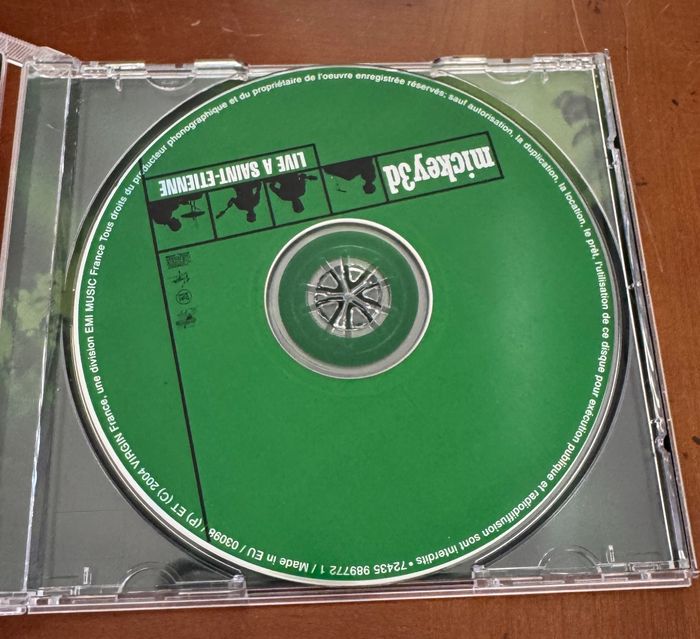 mickey3d
LIVE A SAINT-ETIENNE
(P) ET (C) 2004 VIRGIN France, une division EMI MUSIC France Tous droits du producteur phonographique et du propriétaire de l'oeuvre enregistrée réservés; sauf autorisation, la duplication, la location, le prêt, l'utilisation de ce disque pour exécution publique et radiodiffusion sont interdits • 72435 989772 1 / Made in EU / 03098